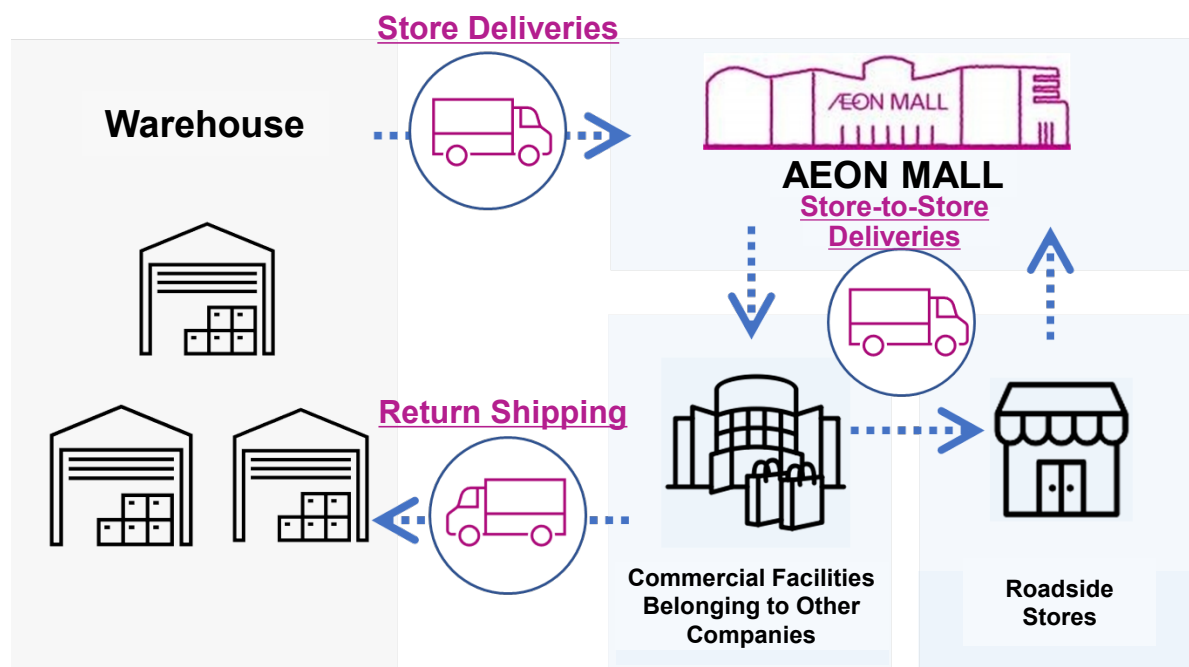 Store Deliveries
Warehouse
ÆON MALL
AEON MALL
Store-to-Store
Deliveries
Return Shipping
Commercial Facilities
Belonging to Other
Companies
Roadside
Stores